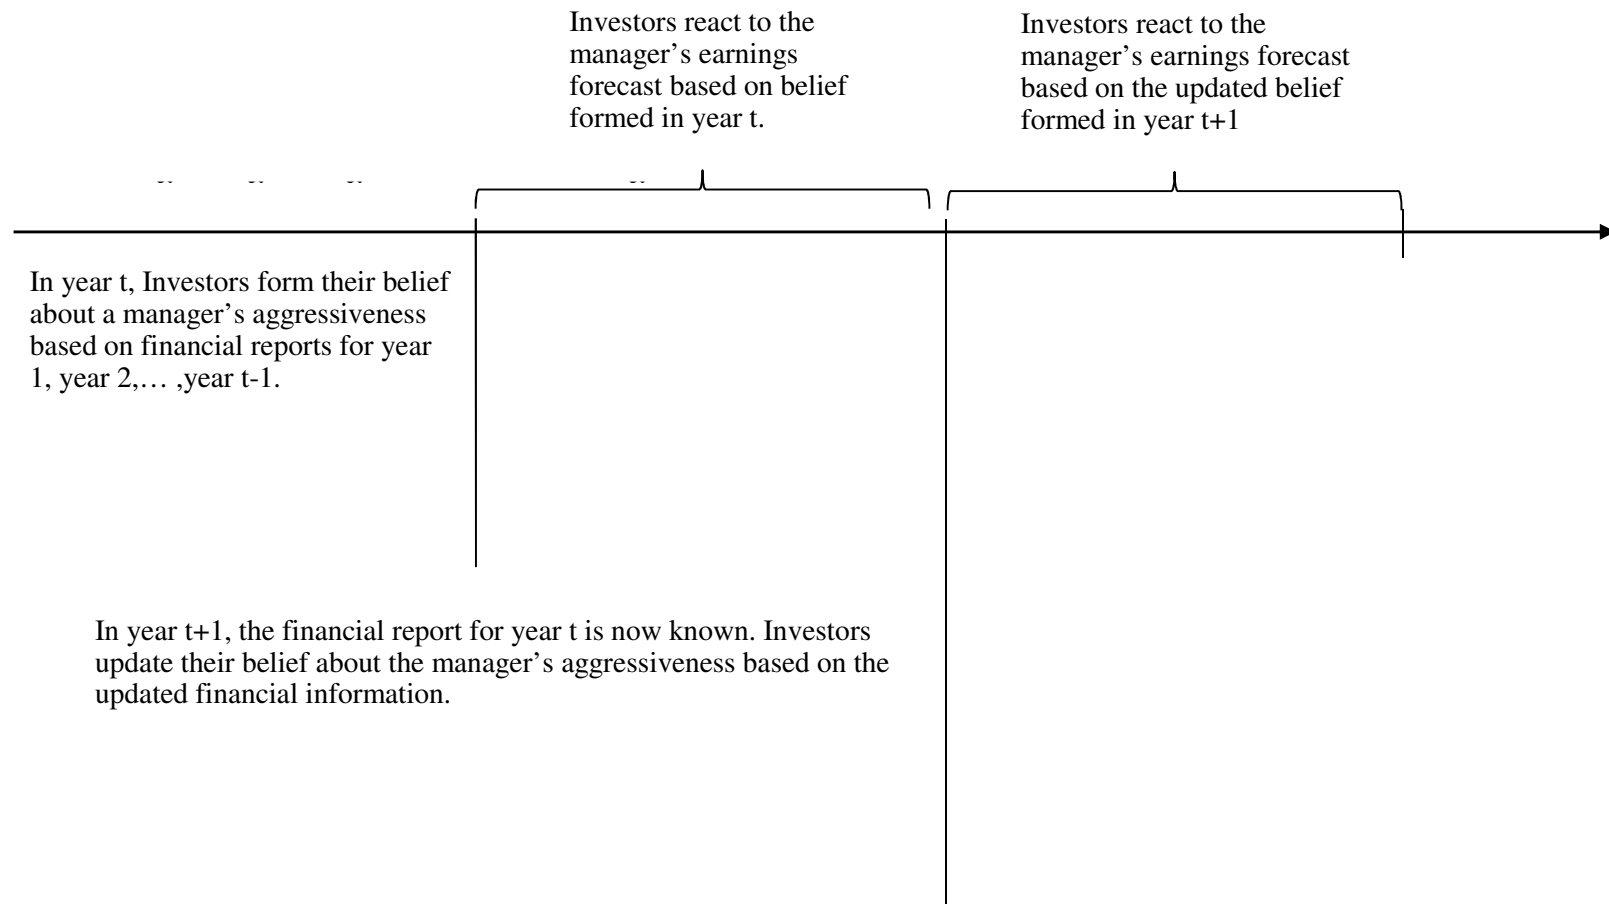 Investors react to the
manager’s earnings
forecast based on belief
formed in year t.
Investors react to the
manager’s earnings forecast
based on the updated belief
formed in year t+1
In year t, Investors form their belief
about a manager’s aggressiveness
based on financial reports for year
1, year 2,… ,year t-1.
In year t+1, the financial report for year t is now known. Investors
update their belief about the manager’s aggressiveness based on the
updated financial information.